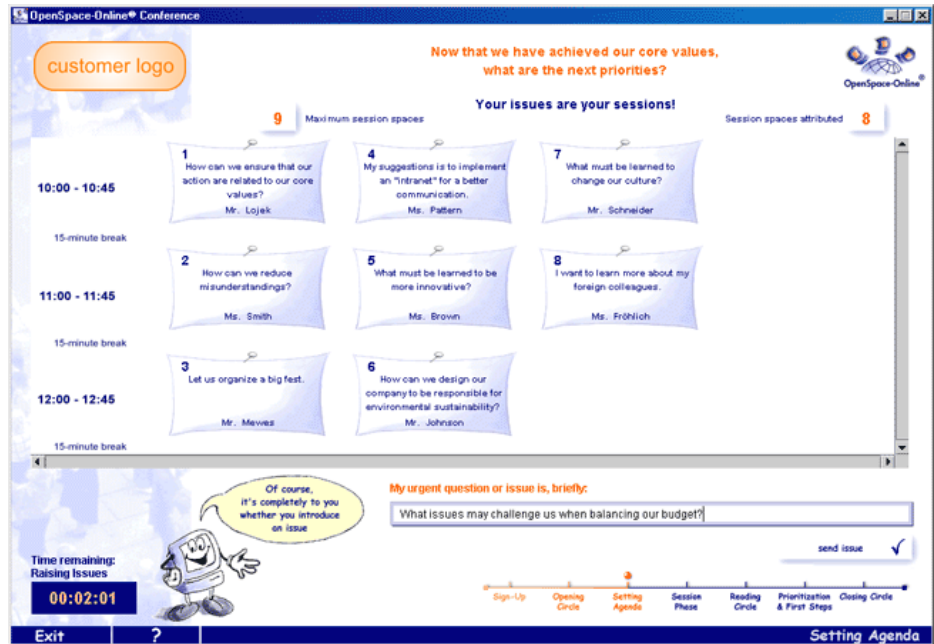 OpenSpace-Online® Conference
customer logo
Now that we have achieved our core values,
what are the next priorities?
OpenSpace-Online®
Your issues are your sessions!
9 Maximum session spaces
Session spaces attributed 8
10:00 - 10:45
1
How can we ensure that our
action are related to our core
values?
Mr. Lojek
4
My suggestions is to implement
an "intranet" for a better
communication.
Ms. Pattern
7
What must be learned to
change our culture?
Mr. Schneider
15-minute break
11:00 - 11:45
2
How can we reduce
misunderstandings?
Ms. Smith
5
What must be learned to be
more innovative?
Ms. Brown
8
I want to learn more about my
foreign colleagues.
Ms. Fröhlich
15-minute break
12:00 - 12:45
3
Let us organize a big fest.
Mr. Mewes
6
How can we design our
company to be responsible for
environmental sustainability?
Mr. Johnson
15-minute break
Of course,
it's completely to you
whether you introduce
an issue
My urgent question or issue is, briefly:
What issues may challenge us when balancing our budget?
send issue
Time remaining:
Raising Issues
00:02:01
Sign-Up
Opening
Circle
Setting
Agenda
Session
Phase
Reading
Circle
Prioritization
& First Steps
Closing Circle
Exit
?
Setting Agenda